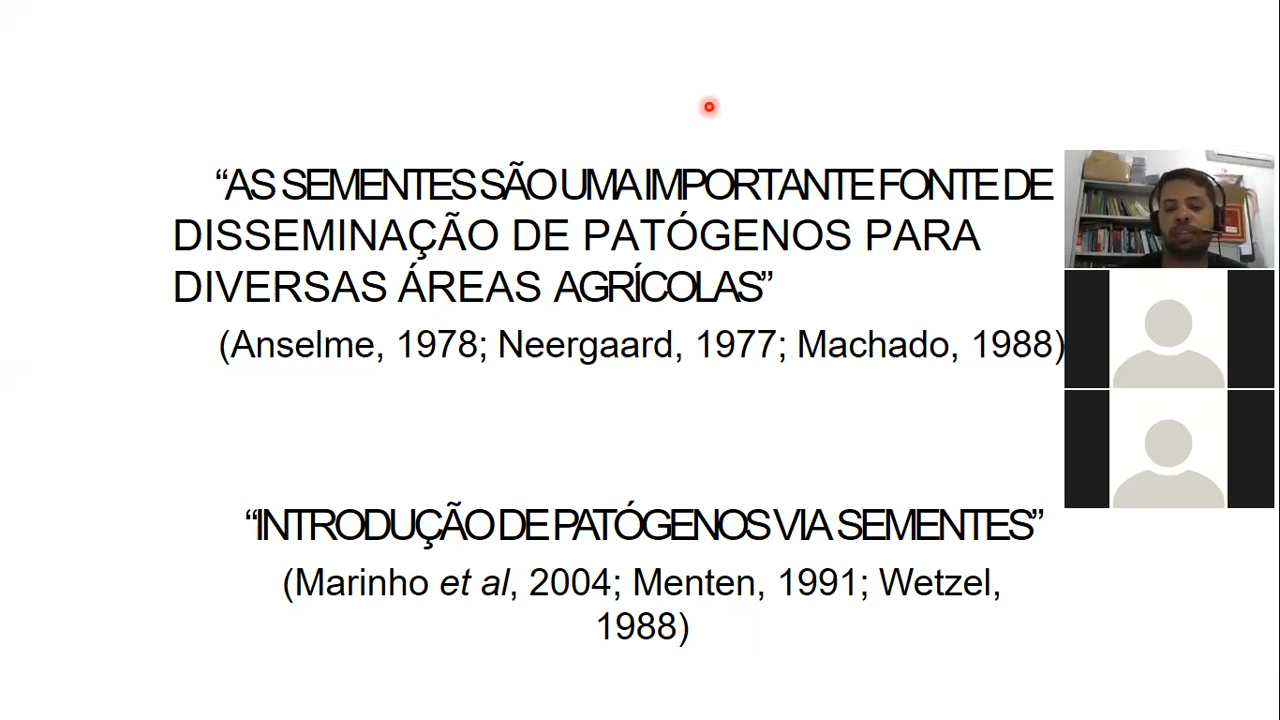 “AS SEMENTES SÃO UMA IMPORTANTE FONTE DE
DISSEMINAÇÃO DE PATÓGENOS PARA
DIVERSAS ÁREAS AGRÍCOLAS”
(Anselme, 1978; Neergaard, 1977; Machado, 1988)
“INTRODUÇÃO DE PATÓGENOS VIA SEMENTES”
(Marinho et al, 2004; Menten, 1991; Wetzel,
1988)